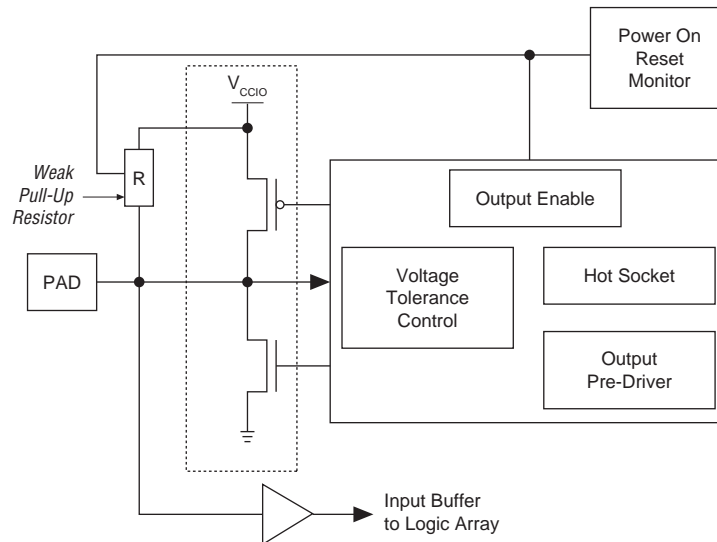 Power On
Reset
Monitor
V CCIO
Weak
Pull-Up
Resistor
R
Output Enable
PAD
Voltage
Tolerance
Control
Hot Socket
Output
Pre-Driver
Input Buffer
to Logic Array